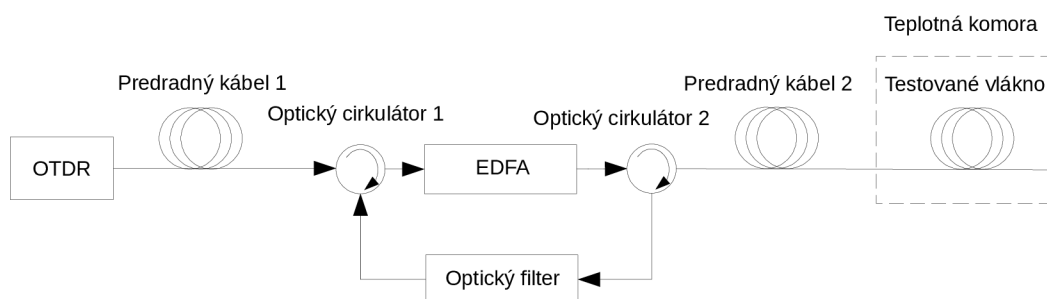 Teplotná komora
Predradný kábel 1
Predradný kábel 2
Testované vlákno
Optický cirkulátor 1
Optický cirkulátor 2
OTDR
EDFA
Optický filter